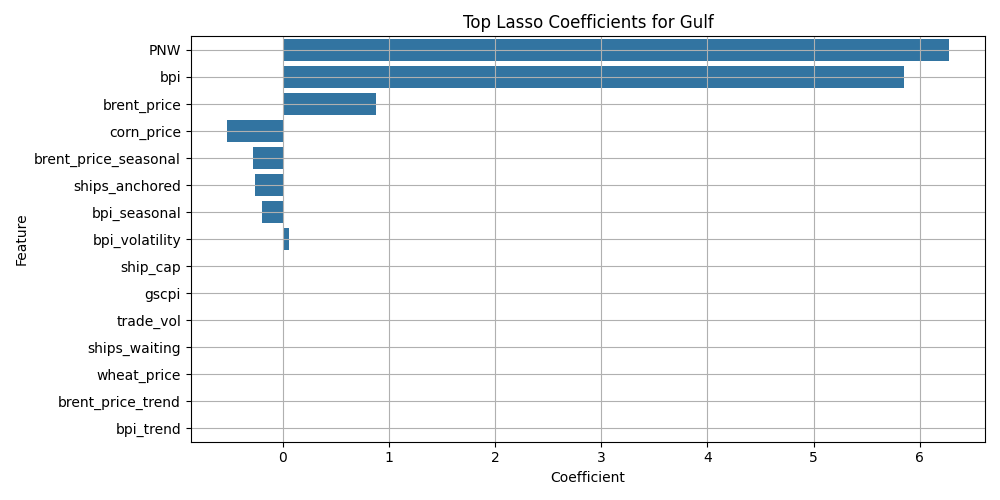 Top Lasso Coefficients for Gulf
Feature
PNW
bpi
brent_price
corn_price
brent_price_seasonal
ships_anchored
bpi_seasonal
bpi_volatility
ship_cap
gscpi
trade_vol
ships_waiting
wheat_price
brent_price_trend
bpi_trend
0 1 2 3 4 5 6
Coefficient